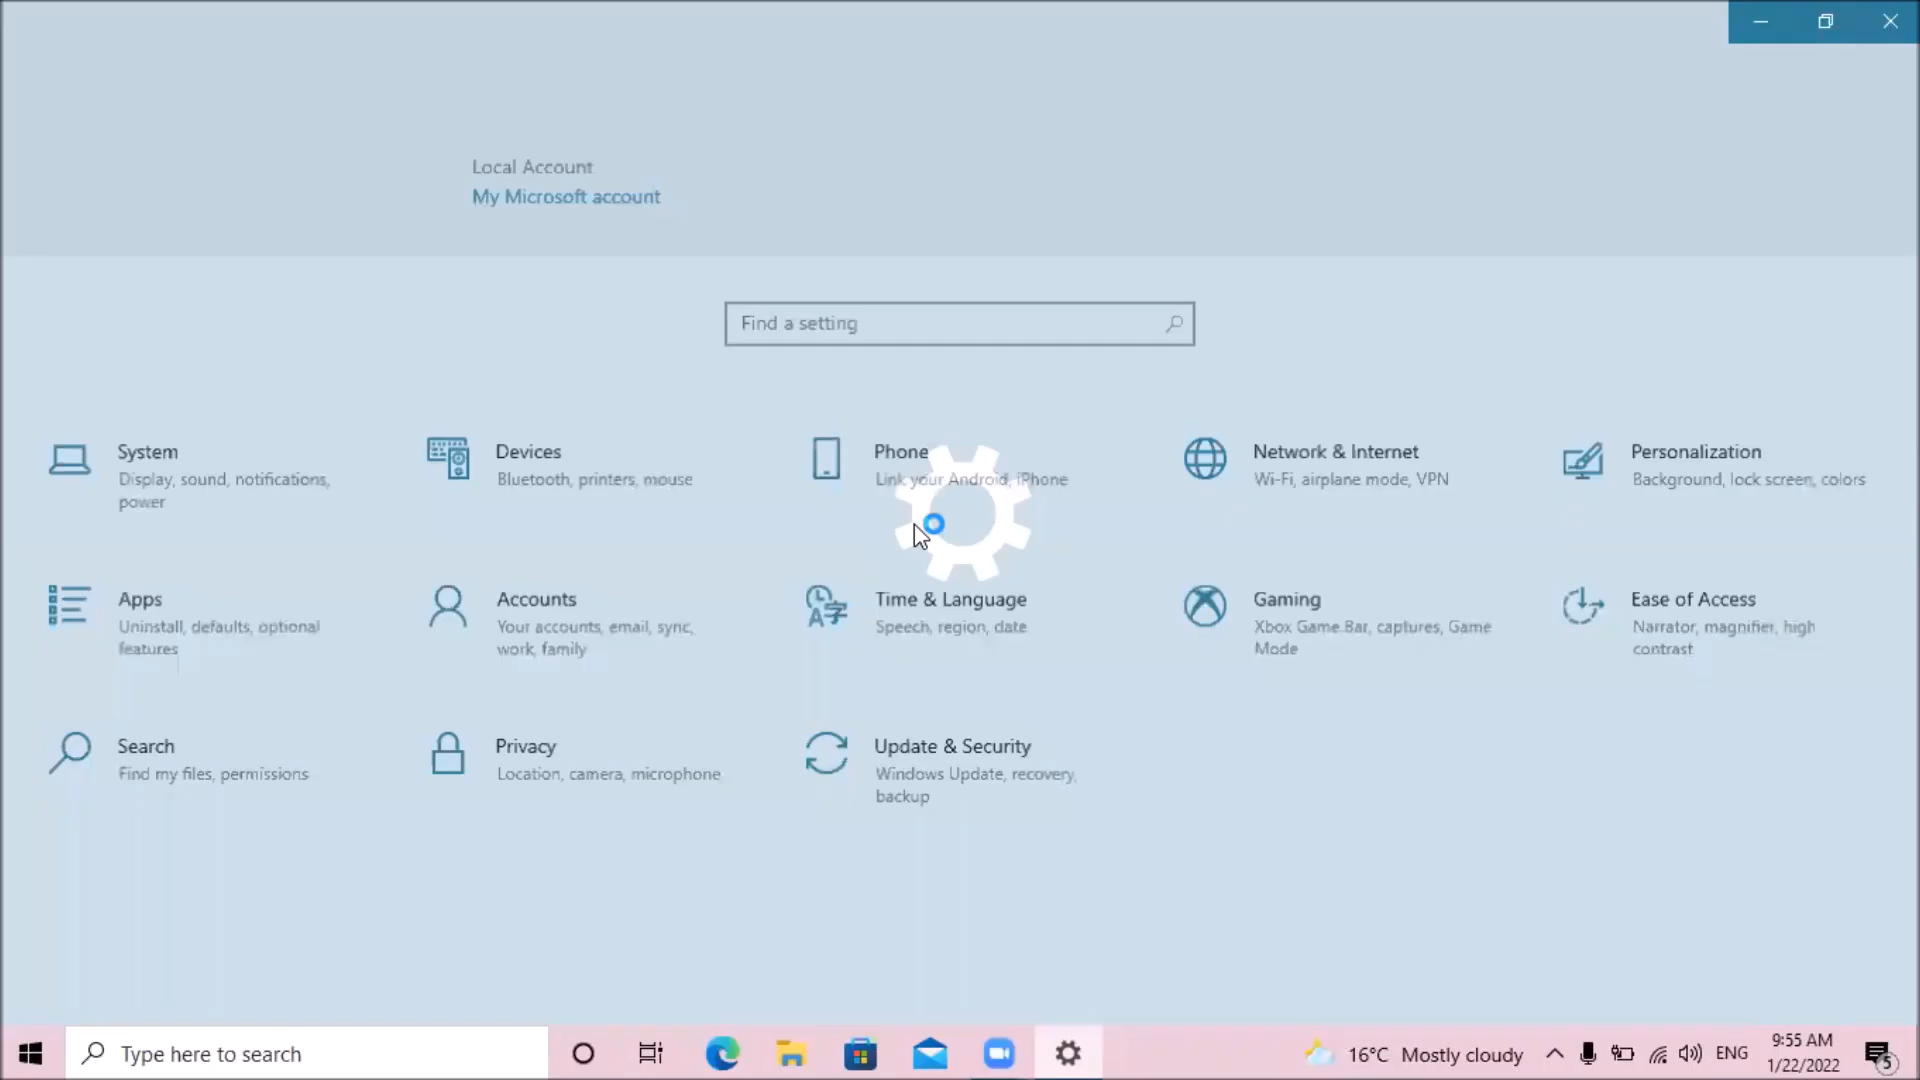 Local Account
My Microsoft account
Find a setting
System
Display, sound, notifications,
power
Devices
Bluetooth, printers, mouse
Phone
Link your Android, iPhone
Network & Internet
Wi-Fi, airplane mode, VPN
Personalization
Background, lock screen, colors
Apps
Uninstall, defaults, optional
features
Accounts
Your accounts, email, sync,
work, family
Time & Language
Speech, region, date
Gaming
Xbox Game Bar, captures, Game
Mode
Ease of Access
Narrator, magnifier, high
contrast
Search
Find my files, permissions
Privacy
Location, camera, microphone
Update & Security
Windows Update, recovery,
backup
Type here to search
16°C Mostly cloudy
ENG
9:55 AM
1/22/2022
5